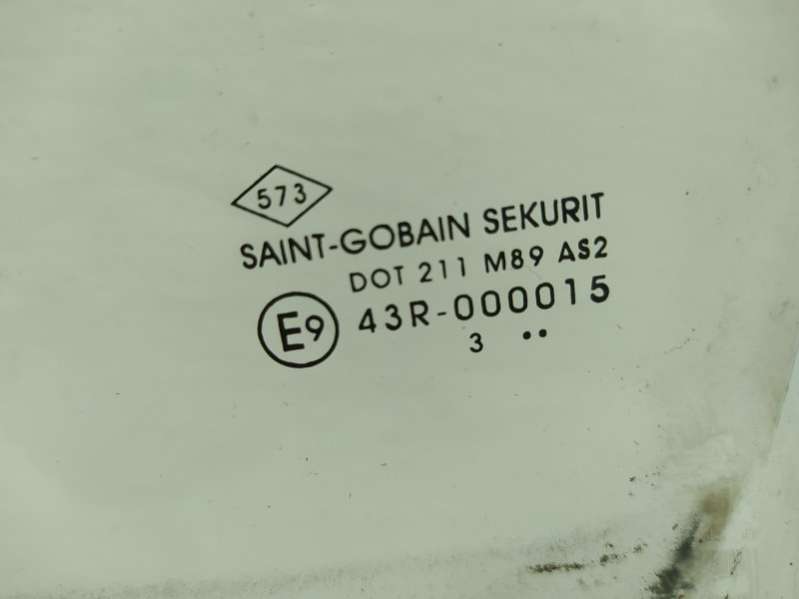 573
SAINT-GOBAIN SEKURIT
DOT 211 M89 AS2
E9 43R-000015
3 ••